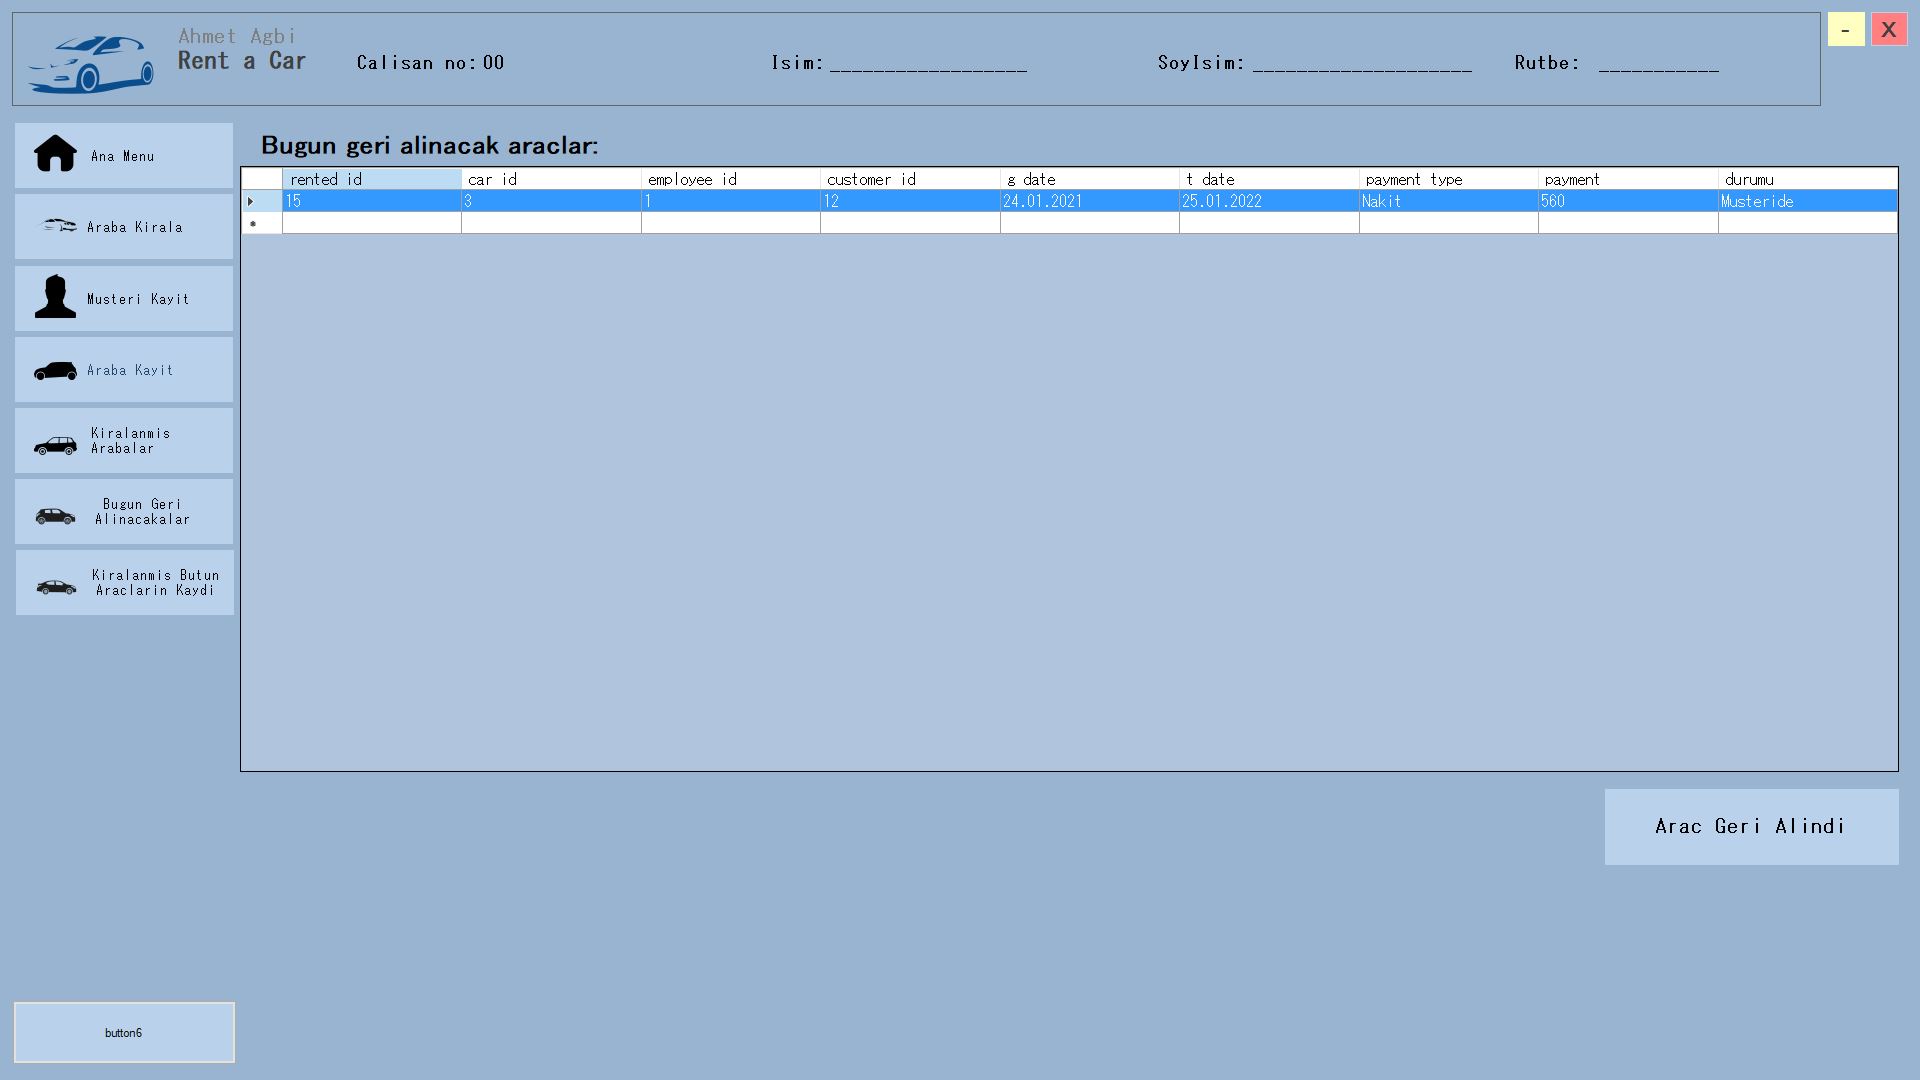 Ahmet Agbi
Rent a Car
Calisan no: 00 Isim: __________________ SoyIsim: ____________________ Rutbe: ___________
- X
Ana Menu
Araba Kirala
Musteri Kayit
Araba Kayit
Kiralanmis
Arabalar
Bugun Geri
Alinacakalar
Kiralanmis Butun
Araclarin Kaydi
button6
Bugun geri alinacak araclar:
rented id car id employee id customer id g date t date payment type payment durumu
15 3 1 12 24.01.2021 25.01.2022 Nakit 560 Musteride
Arac Geri Alindi